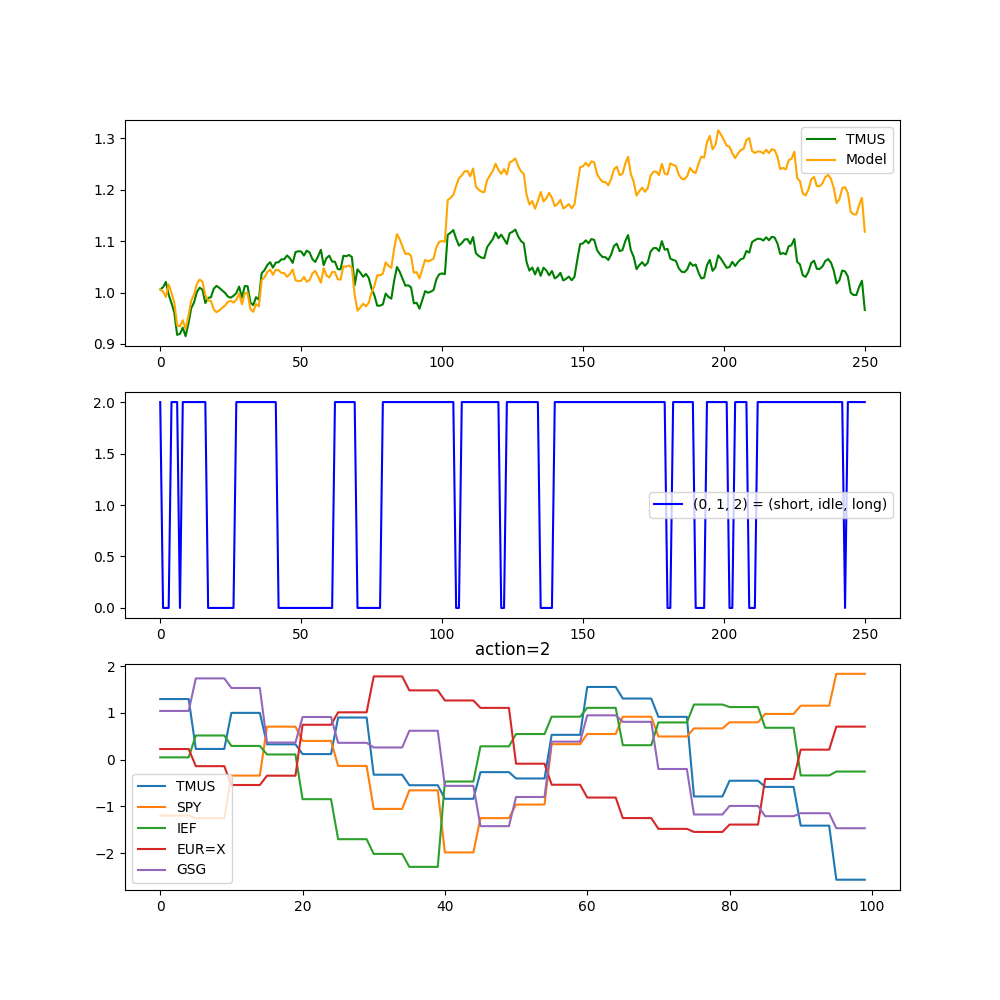 1.3
1.2
1.1
1.0
0.9
TMUS
Model
0 50 100 150 200 250
2.0
1.5
1.0
0.5
0.0
(0, 1, 2) = (short, idle, long)
0 50 100 150 200 250
action=2
2
1
0
−1
−2
TMUS
SPY
IEF
EUR=X
GSG
0 20 40 60 80 100